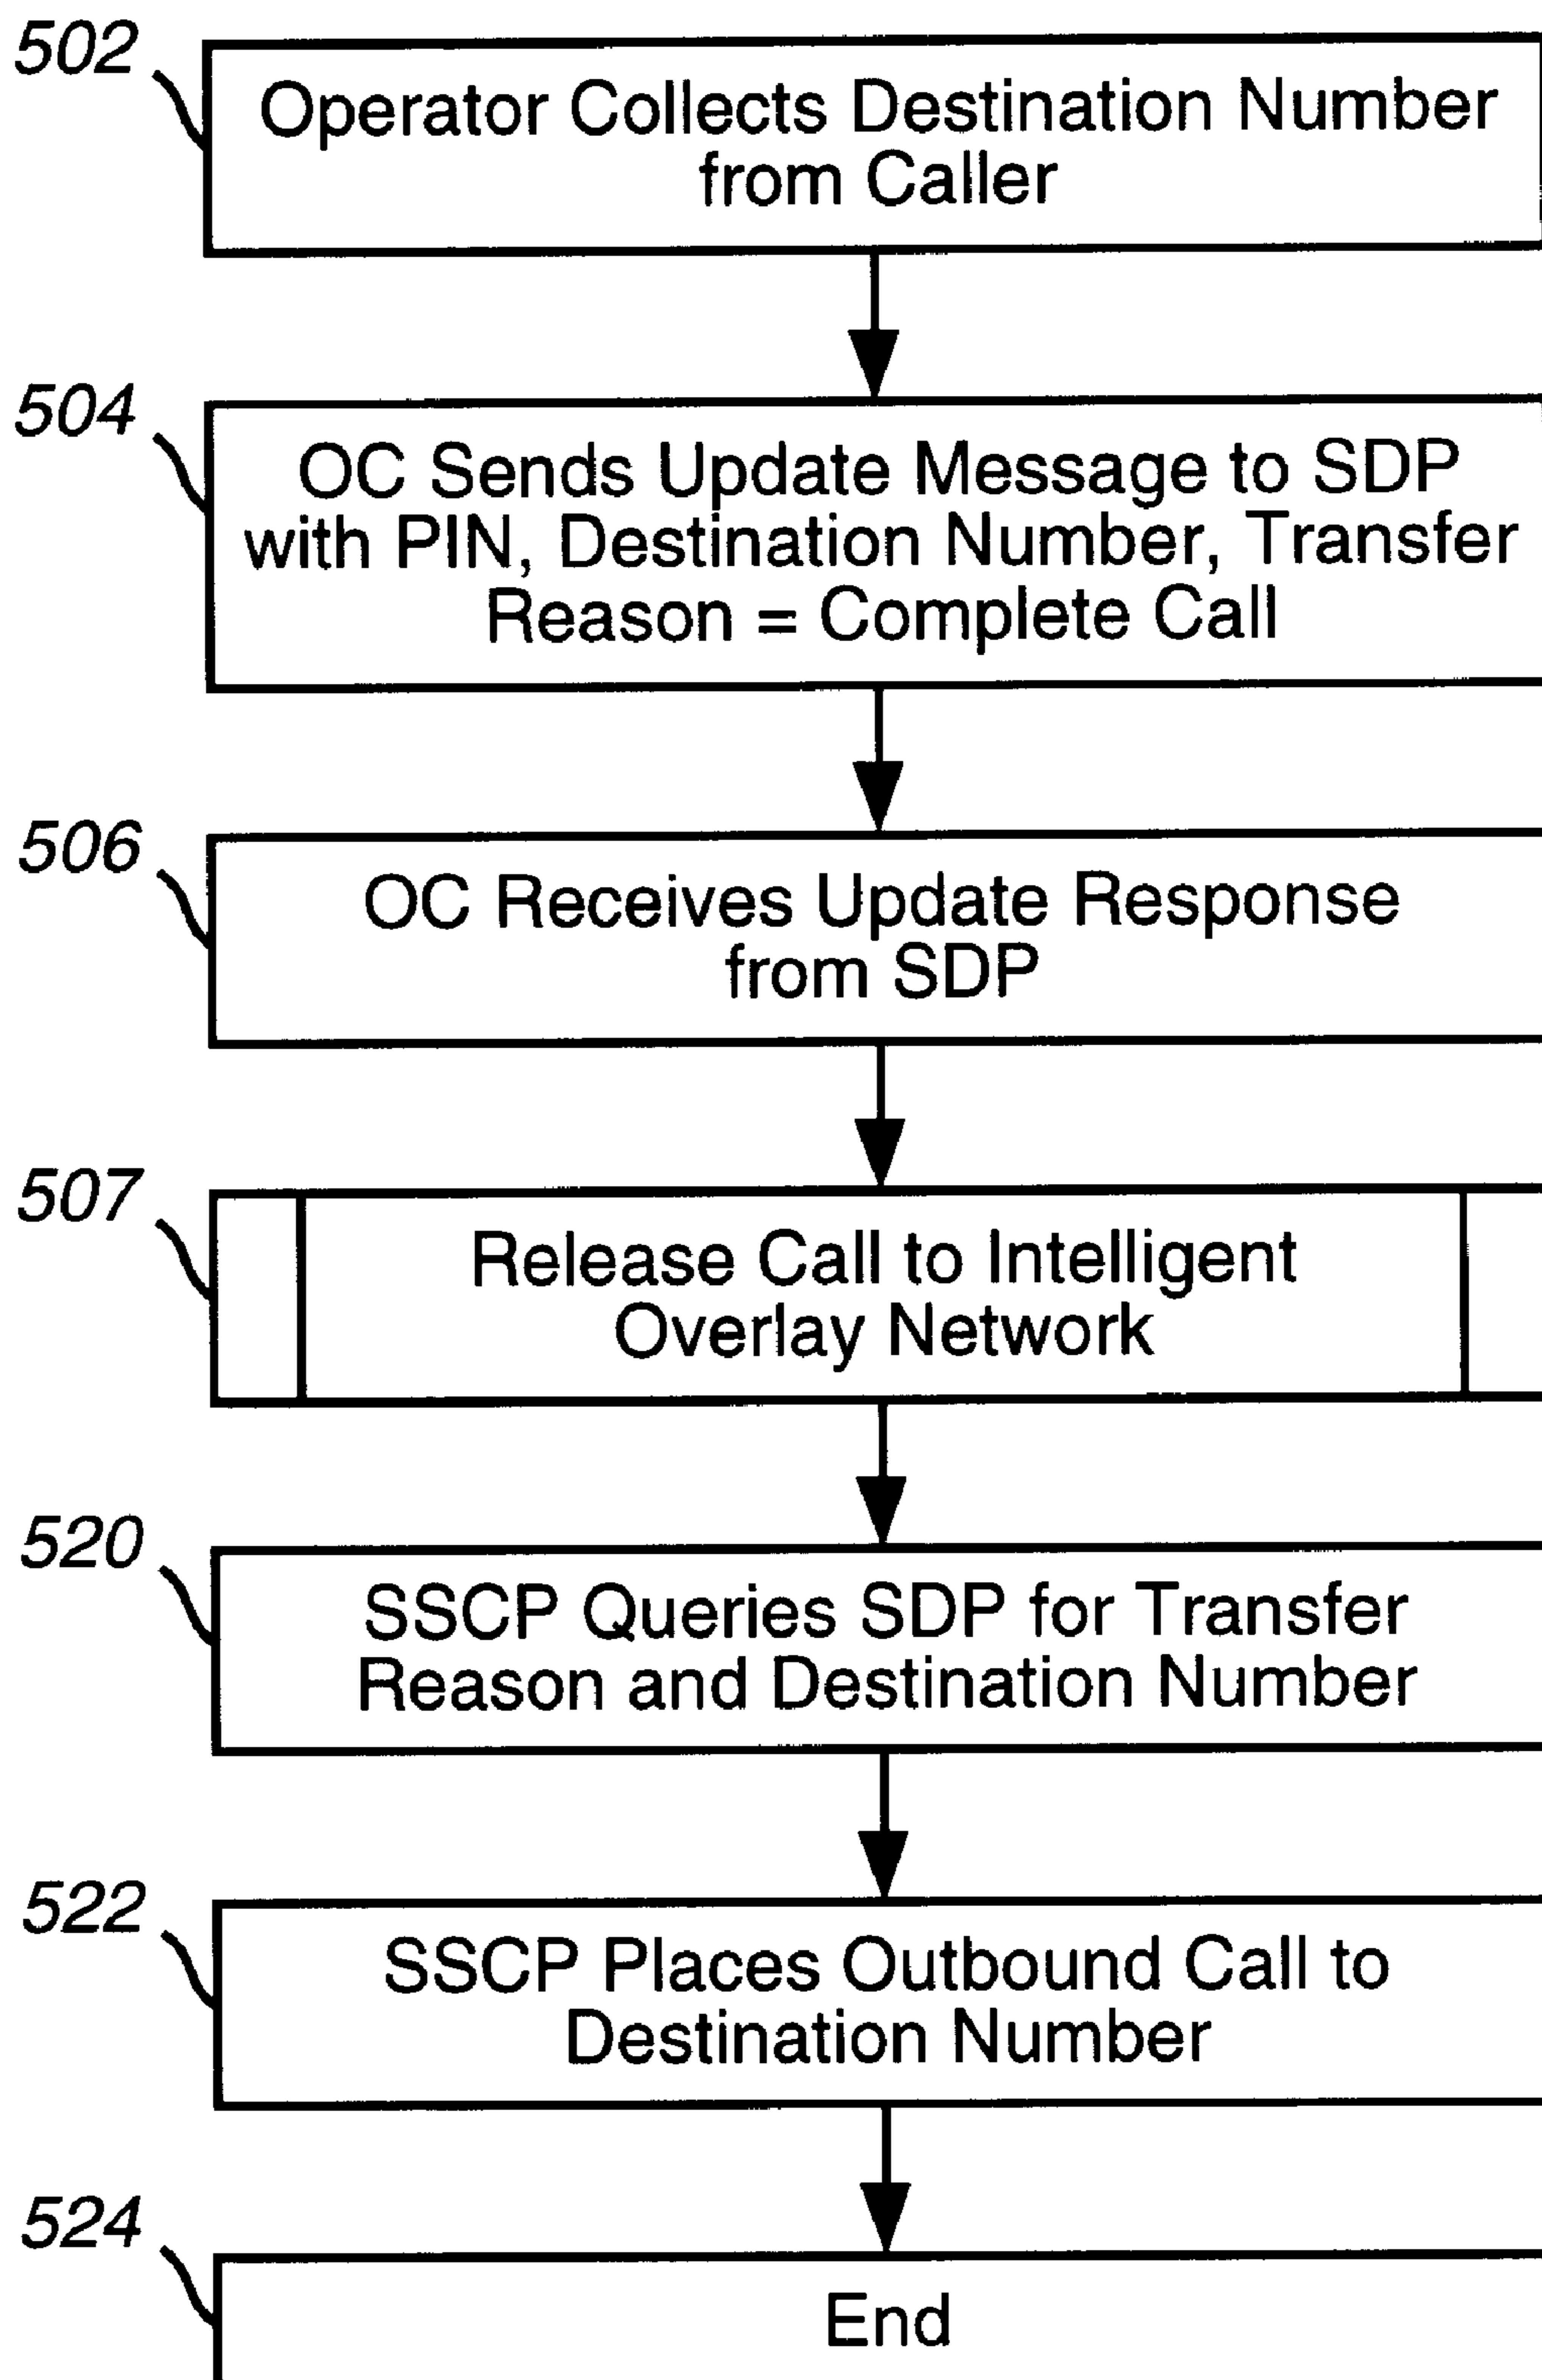 502
Operator Collects Destination Number
from Caller
504
OC Sends Update Message to SDP
with PIN, Destination Number, Transfer
Reason = Complete Call
506
OC Receives Update Response
from SDP
507
Release Call to Intelligent
Overlay Network
520
SSCP Queries SDP for Transfer
Reason and Destination Number
522
SSCP Places Outbound Call to
Destination Number
524
End